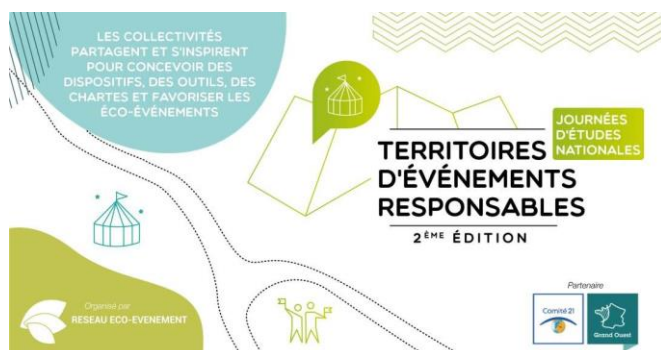 LES COLLECTIVITÉS
PARTAGENT ET S'INSPIRENT
POUR CONCEVOIR DES
DISPOSITIFS, DES OUTILS, DES
CHARTES ET FAVORISER LES
ÉCO-ÉVÉNEMENTS
JOURNÉES
D'ÉTUDES
NATIONALES
TERRITOIRES
D'ÉVÉNEMENTS
RESPONSABLES
2ÈME ÉDITION
Organisé par
RESEAU ECO-EVENEMENT
Partenaire
Comité 21
Grand Ouest